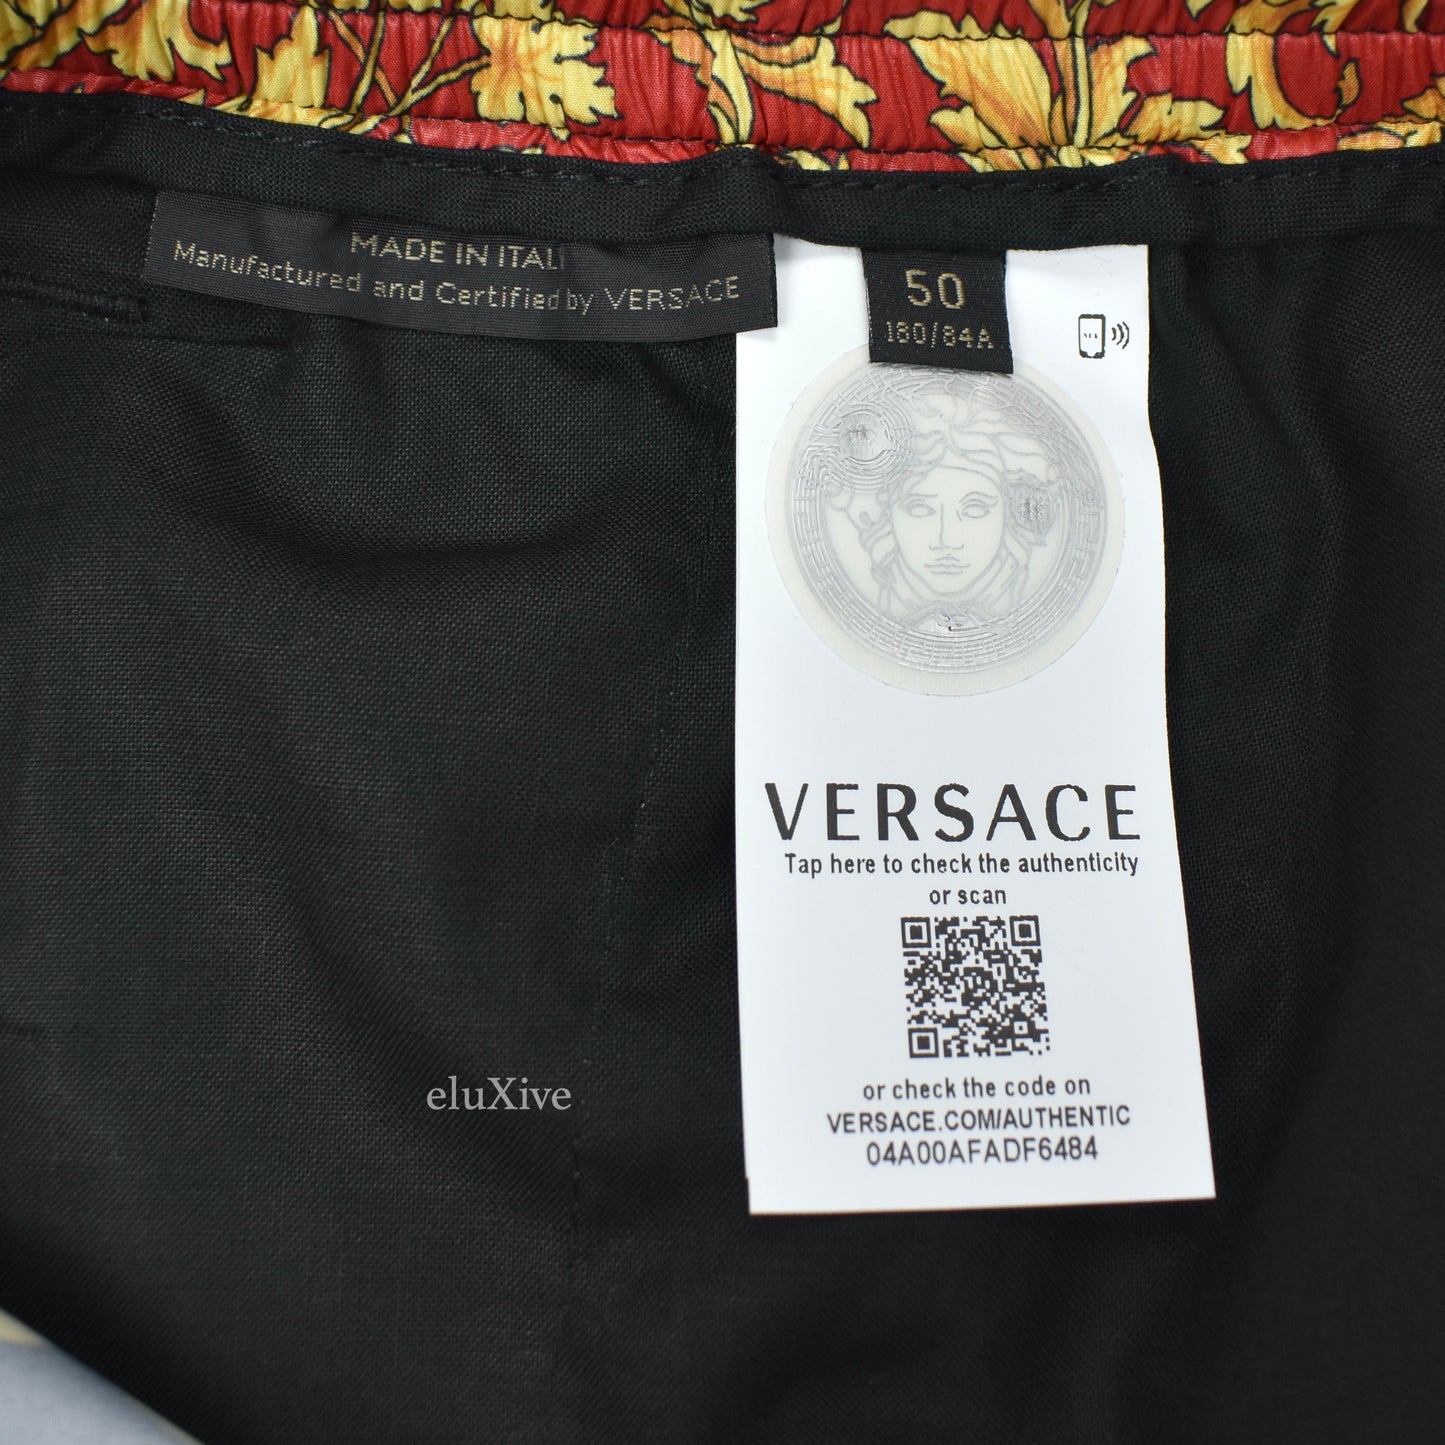 MADE IN ITAL
Manufactured and Certified by VERSACE
50
180/84A
VERSACE
Tap here to check the authenticity
or scan
or check the code on
VERSACE.COM/AUTHENTIC
04A00AFADF6484
eluXive